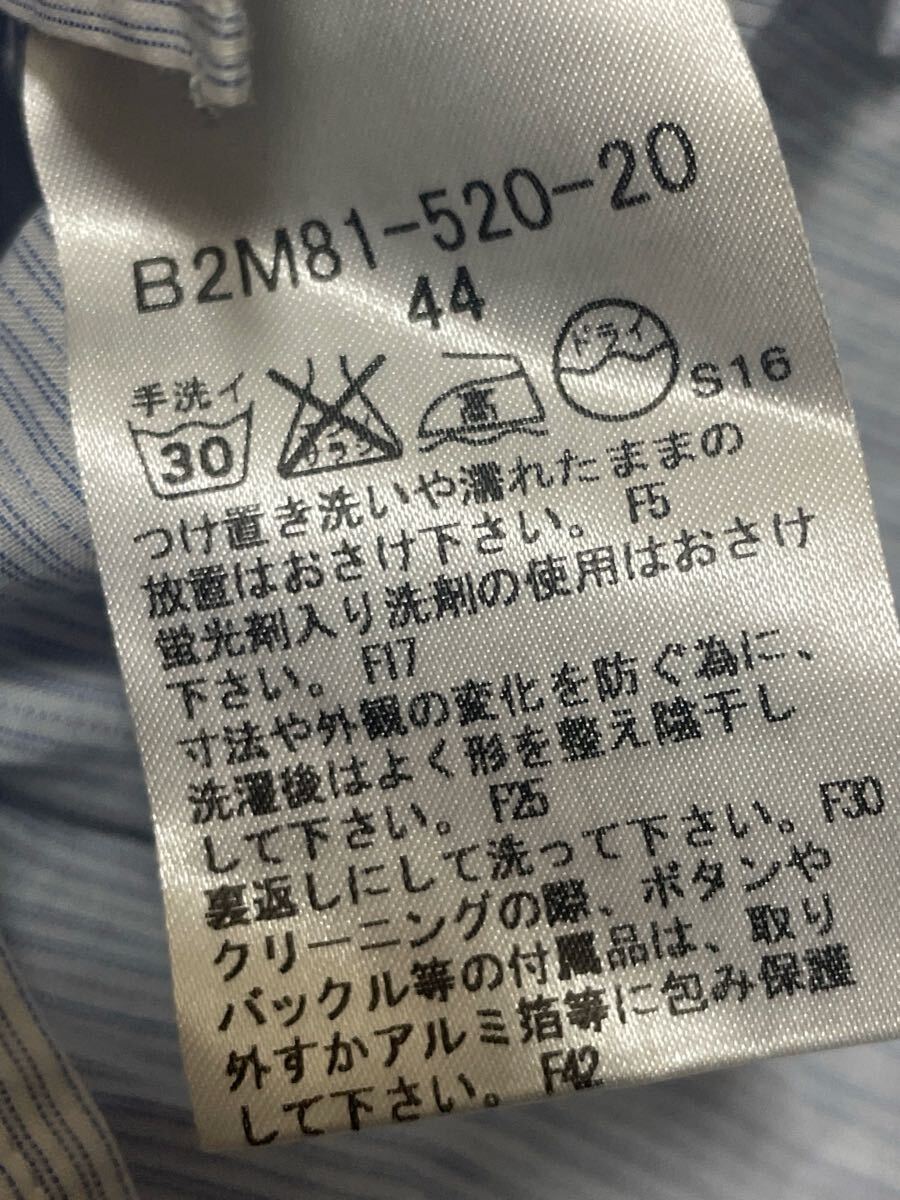 B2M81-520-20
44
手洗イ 30 エンソサラシ 高 ドライ S16
つけ置き洗いや濡れたままの
放置はおさけ下さい。 F5
蛍光剤入り洗剤の使用はおさけ
下さい。 F17
寸法や外観の変化を防ぐ為に、
洗濯後はよく形を整え陰干し
して下さい。 F25
裏返しにして洗って下さい。F30
クリーニングの際、ボタンや
バックル等の付属品は、取り
外すかアルミ箔等に包み保護
して下さい。 F42